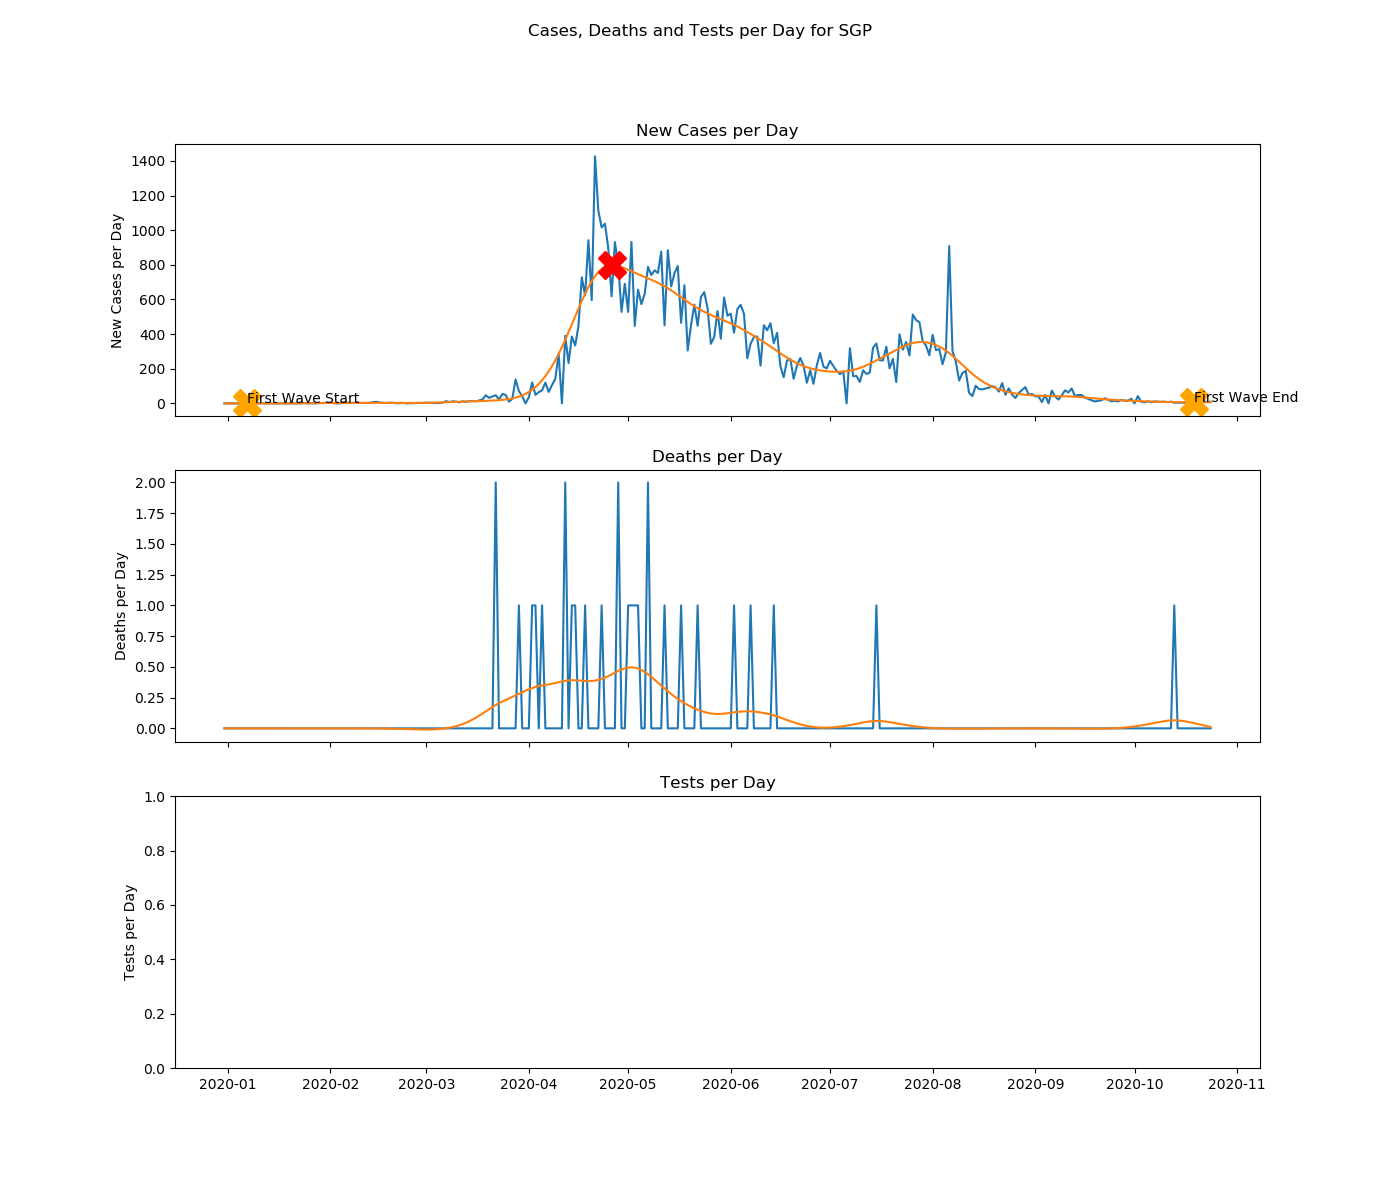 Cases, Deaths and Tests per Day for SGP
New Cases per Day
New Cases per Day
1400
1200
1000
800
600
400
200
0
First Wave Start
First Wave End
Deaths per Day
Deaths per Day
2.00
1.75
1.50
1.25
1.00
0.75
0.50
0.25
0.00
Tests per Day
Tests per Day
1.0
0.8
0.6
0.4
0.2
0.0
2020-01 2020-02 2020-03 2020-04 2020-05 2020-06 2020-07 2020-08 2020-09 2020-10 2020-11